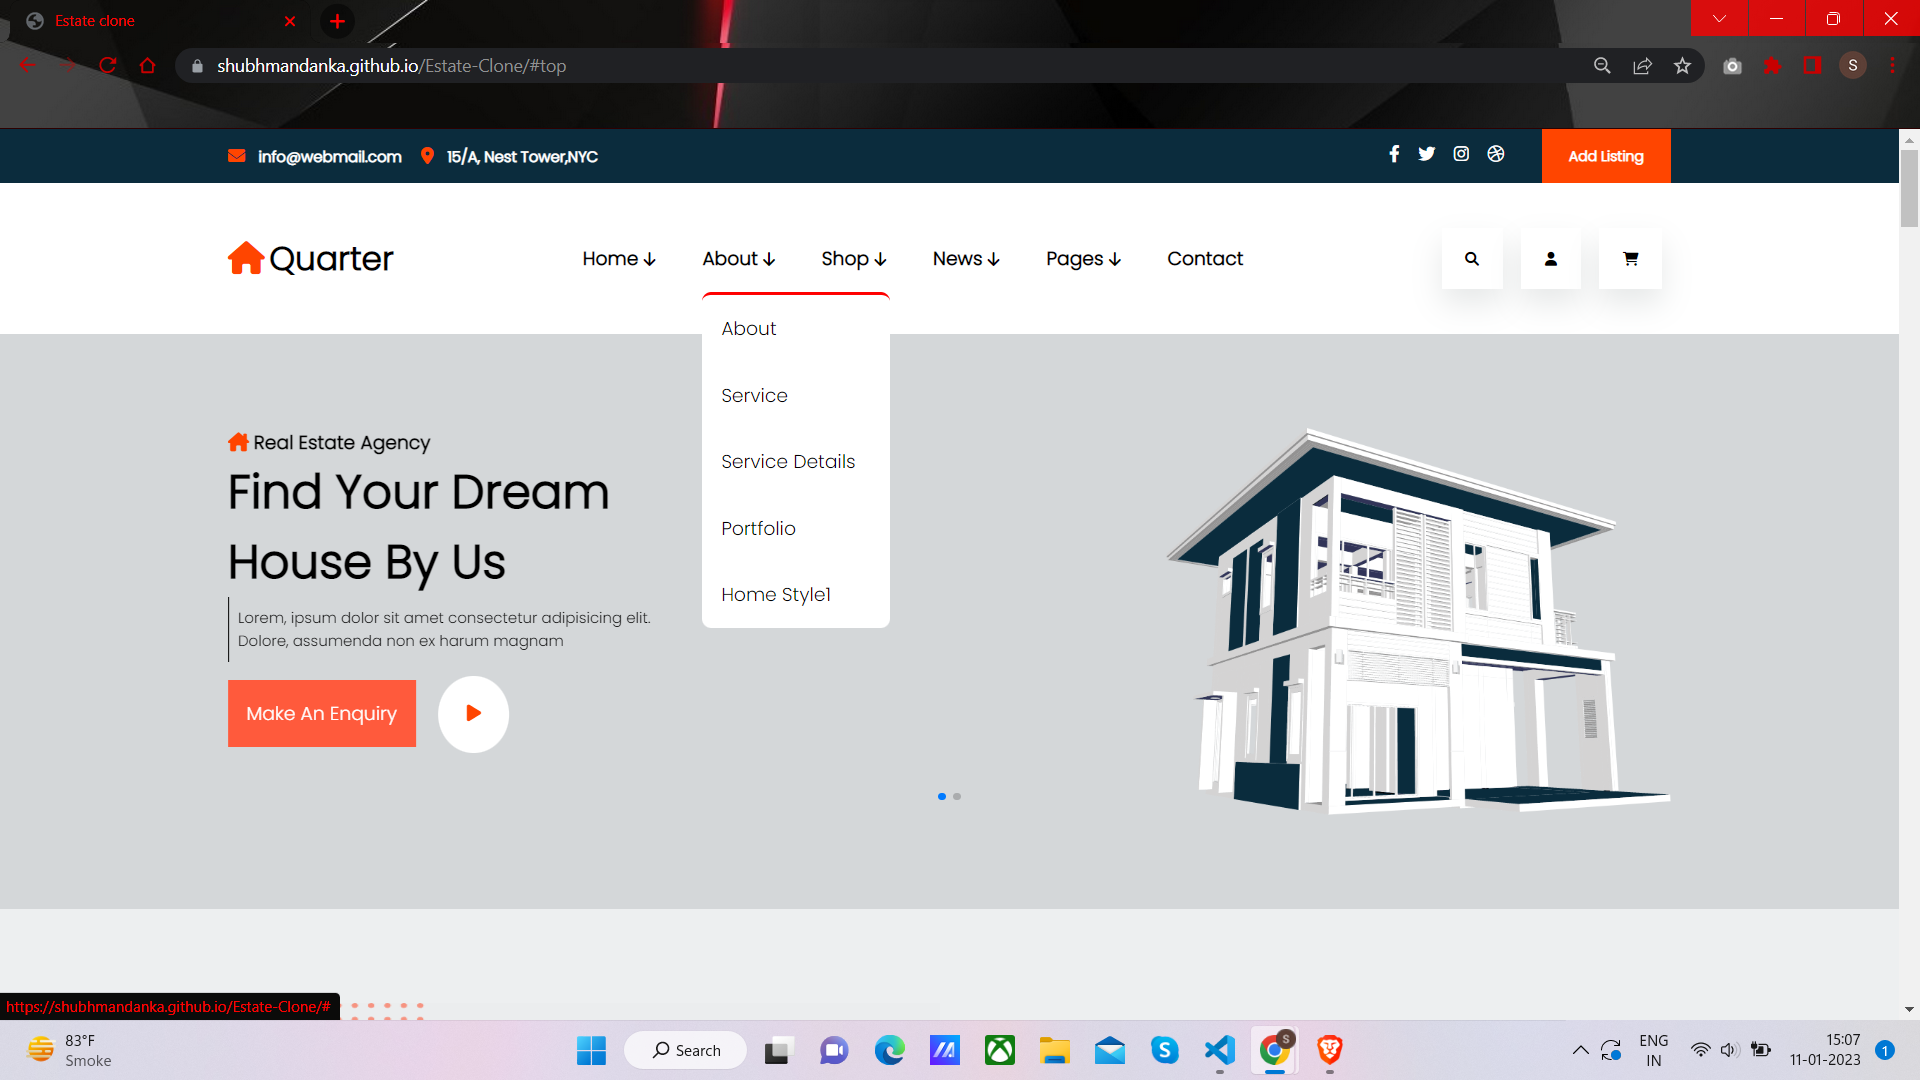 Estate clone
shubhmandanka.github.io/Estate-Clone/#top
S
info@webmail.com 15/A, Nest Tower,NYC
Add Listing
Quarter
Home About Shop News Pages Contact
About
Service
Service Details
Portfolio
Home Style1
Real Estate Agency
Find Your Dream
House By Us
Lorem, ipsum dolor sit amet consectetur adipisicing elit.
Dolore, assumenda non ex harum magnam
Make An Enquiry
https://shubhmandanka.github.io/Estate-Clone/#
83°F
Smoke
Search
S
S
ENG
IN
15:07
11-01-2023
1